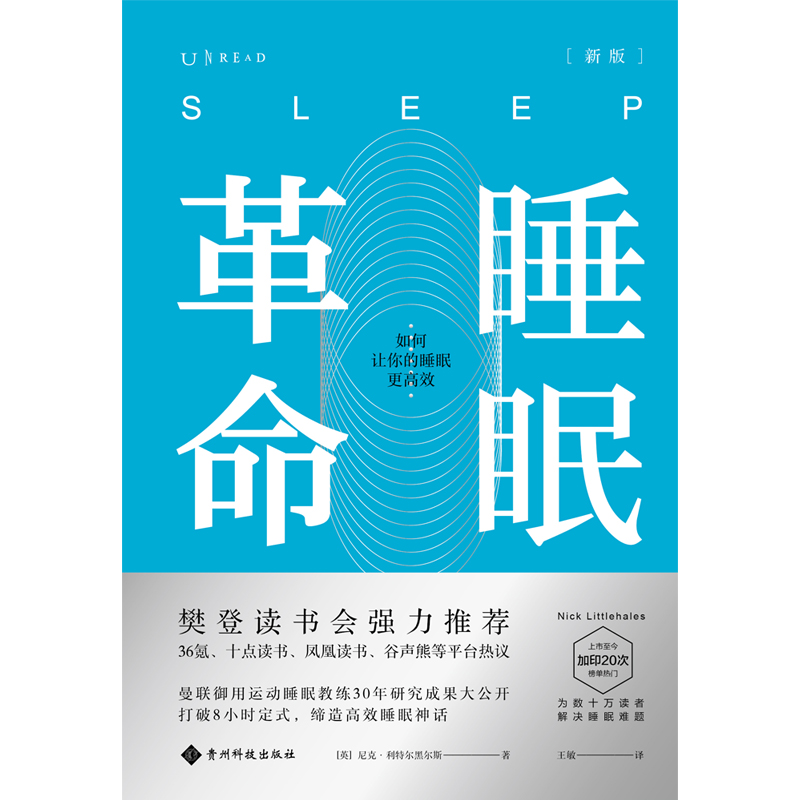 UNREAD
[新版]
SLEEP
睡眠
革命
如何
让你的睡眠
更高效
樊登读书会强力推荐
36氪、十点读书、凤凰读书、谷声熊等平台热议
曼联御用运动睡眠教练30年研究成果大公开
打破8小时定式，缔造高效睡眠神话
Nick Littlehales
上市至今
加印20次
榜单热门
为数十万读者
解决睡眠难题
贵州科技出版社
[英] 尼克·利特尔黑尔斯——著
王敏——译